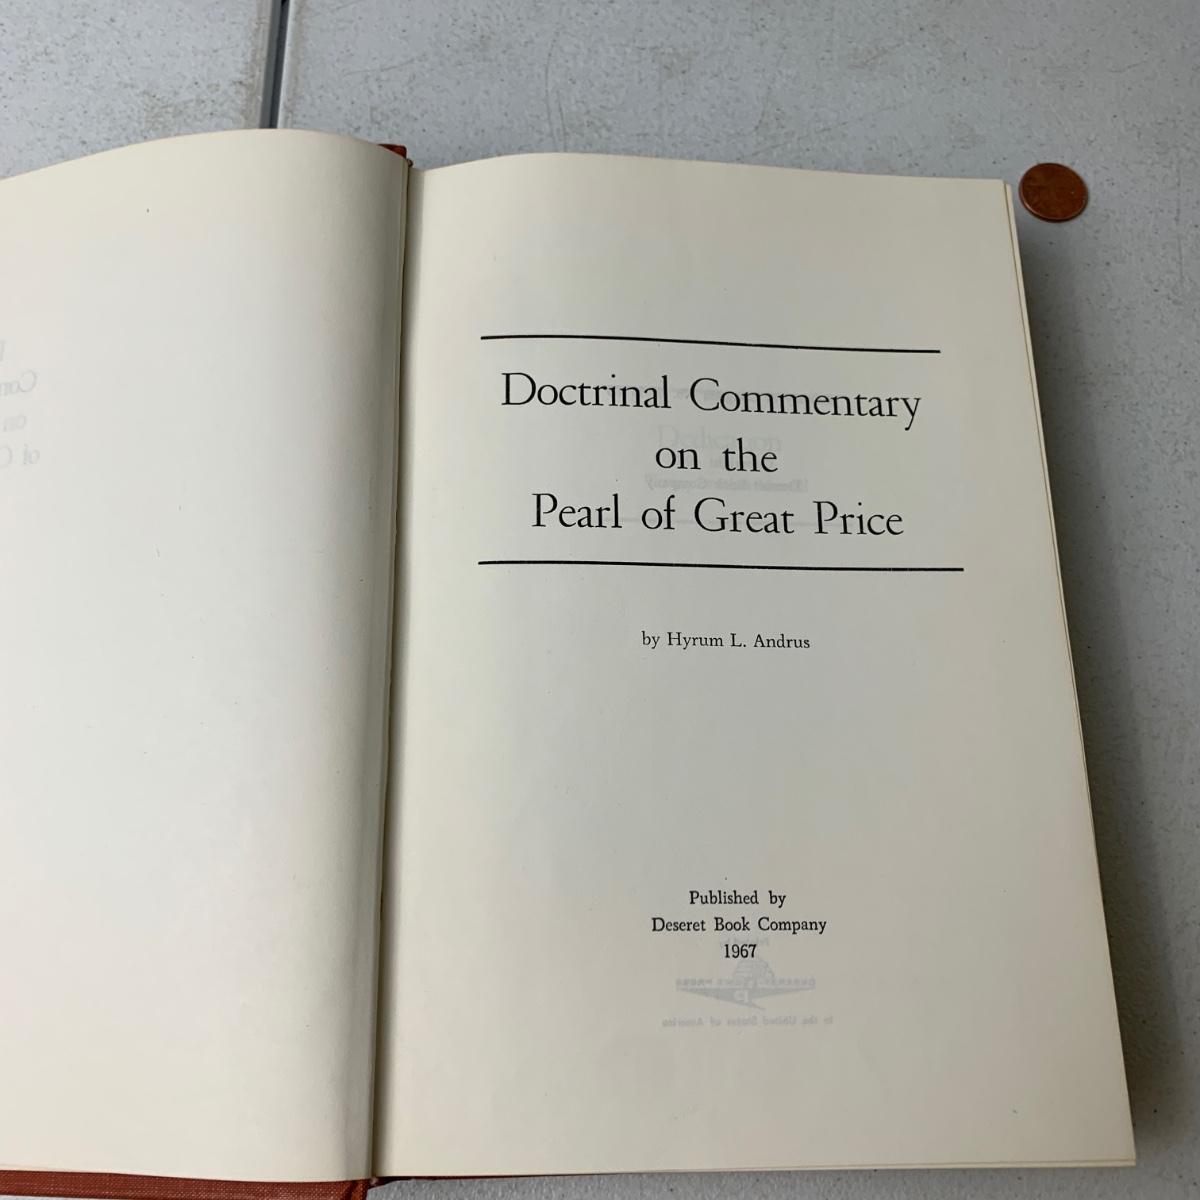 Doctrinal Commentary
on the
Pearl of Great Price
by Hyrum L. Andrus
Published by
Deseret Book Company
1967